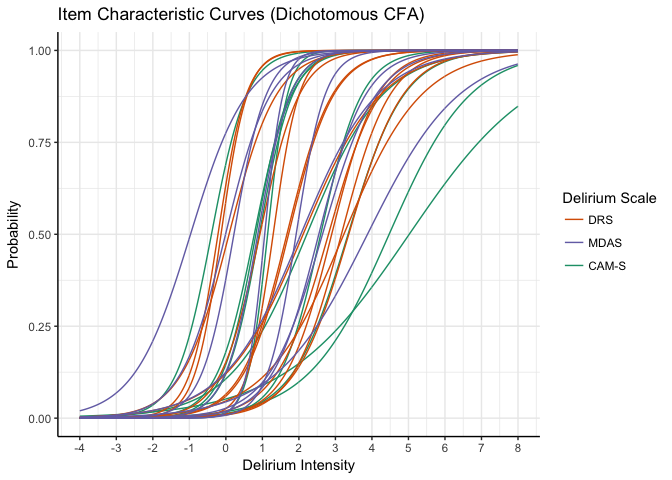 Item Characteristic Curves (Dichotomous CFA)
1.00
0.75
0.50
0.25
0.00
Probability
-4 -3 -2 -1 0 1 2 3 4 5 6 7 8
Delirium Intensity
Delirium Scale
DRS
MDAS
CAM-S